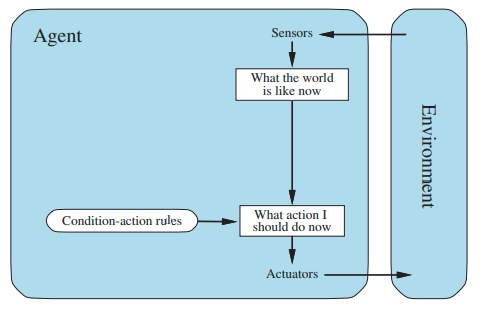 Agent
Sensors
What the world
is like now
Environment
Condition-action rules
What action I
should do now
Actuators